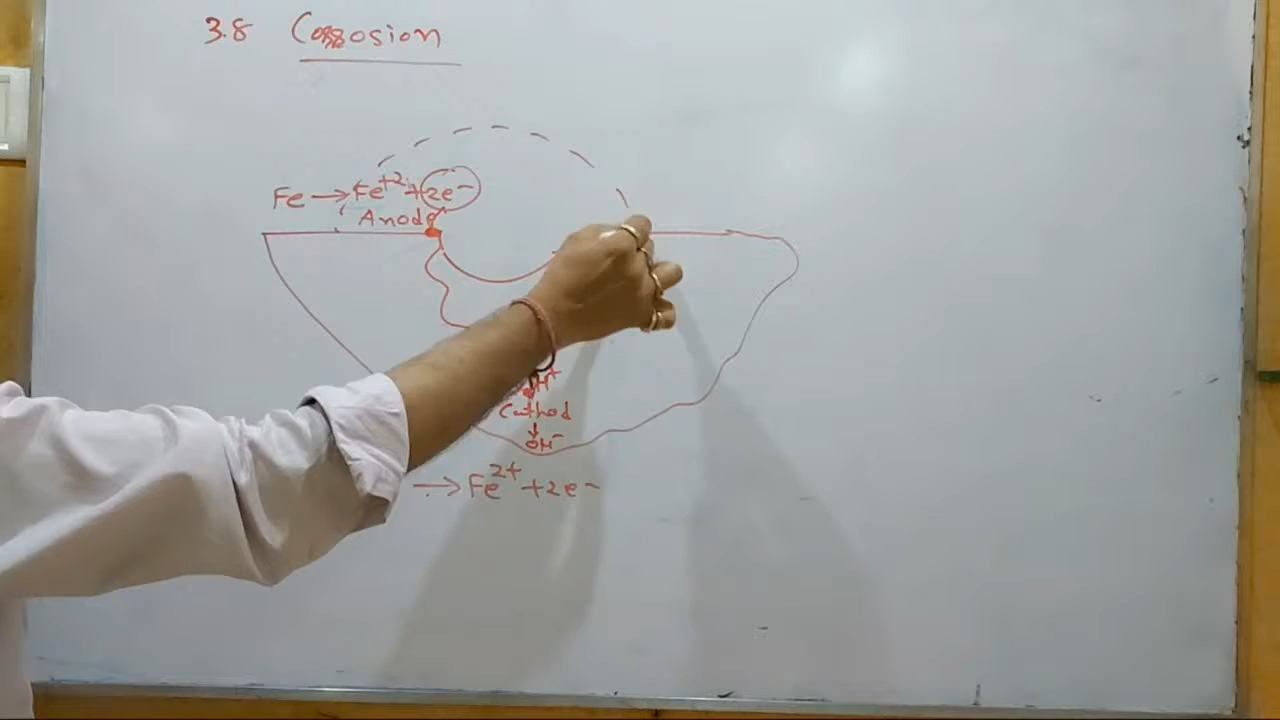 3.8 Corrosion
Fe → Fe+2 + 2e-
Anode
H+
Cathod
↓
OH-
→ Fe2+ + 2e-